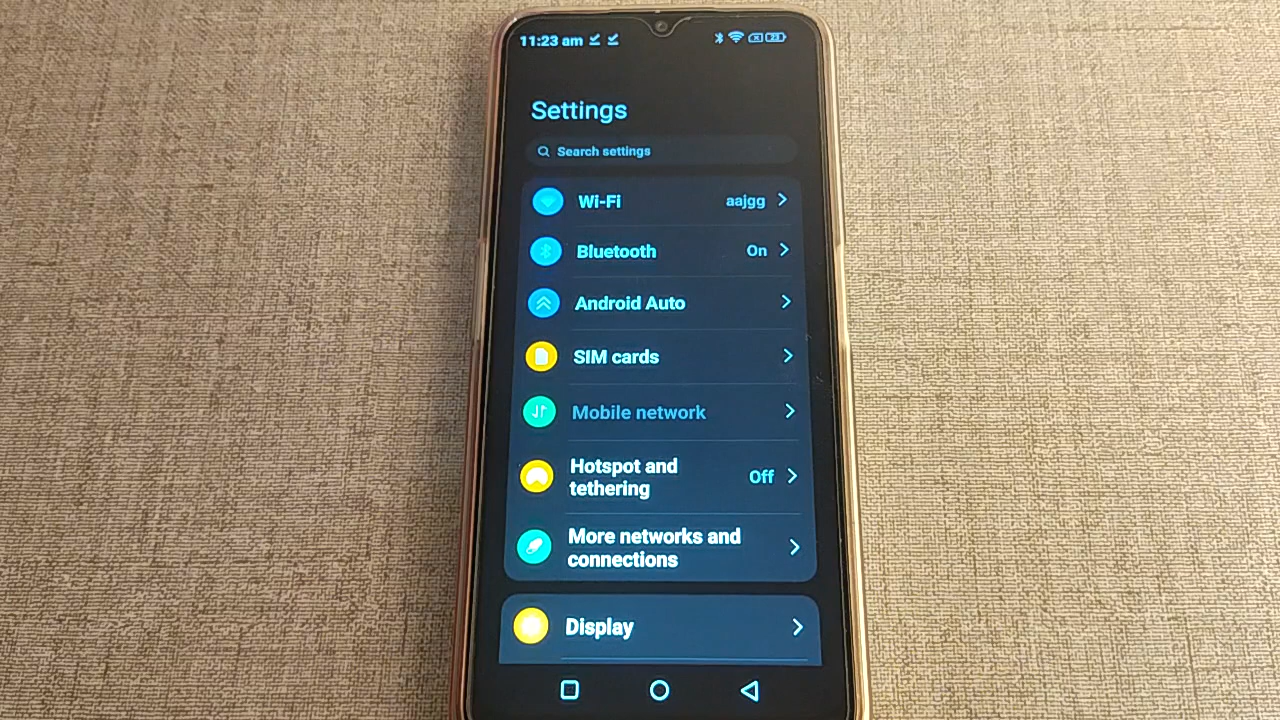 11:23 am
23
Settings
Search settings
Wi-Fi aajgg
Bluetooth On
Android Auto
SIM cards
Mobile network
Hotspot and
tethering Off
More networks and
connections
Display